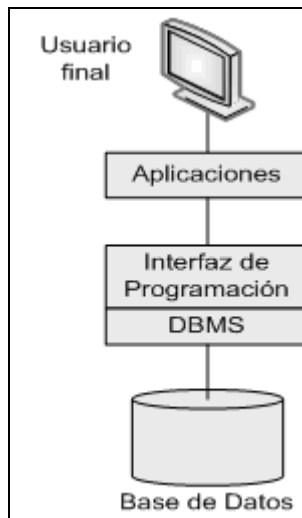 Usuario
final
Aplicaciones
Interfaz de
Programación
DBMS
Base de Datos